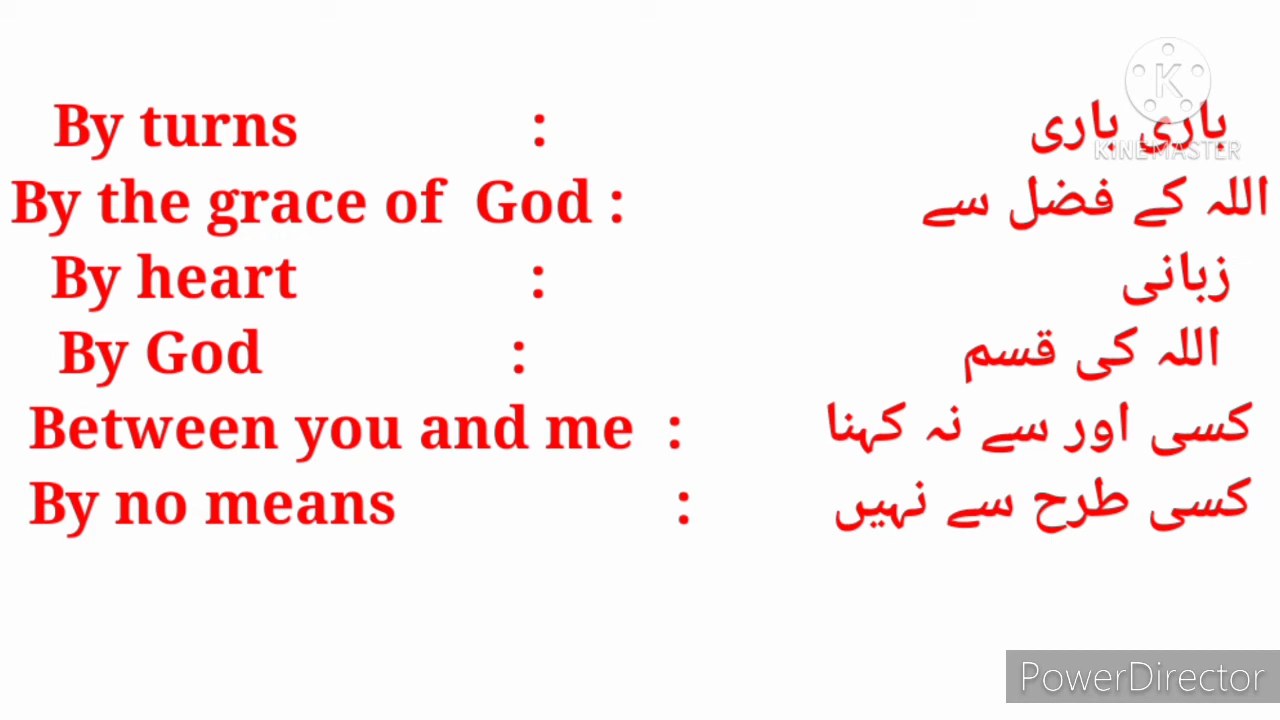 By turns : باری باری
KINEMASTER
By the grace of God : اللہ کے فضل سے
By heart : زبانی
By God : اللہ کی قسم
Between you and me : کسی اور سے نہ کہنا
By no means : کسی طرح سے نہیں
PowerDirector